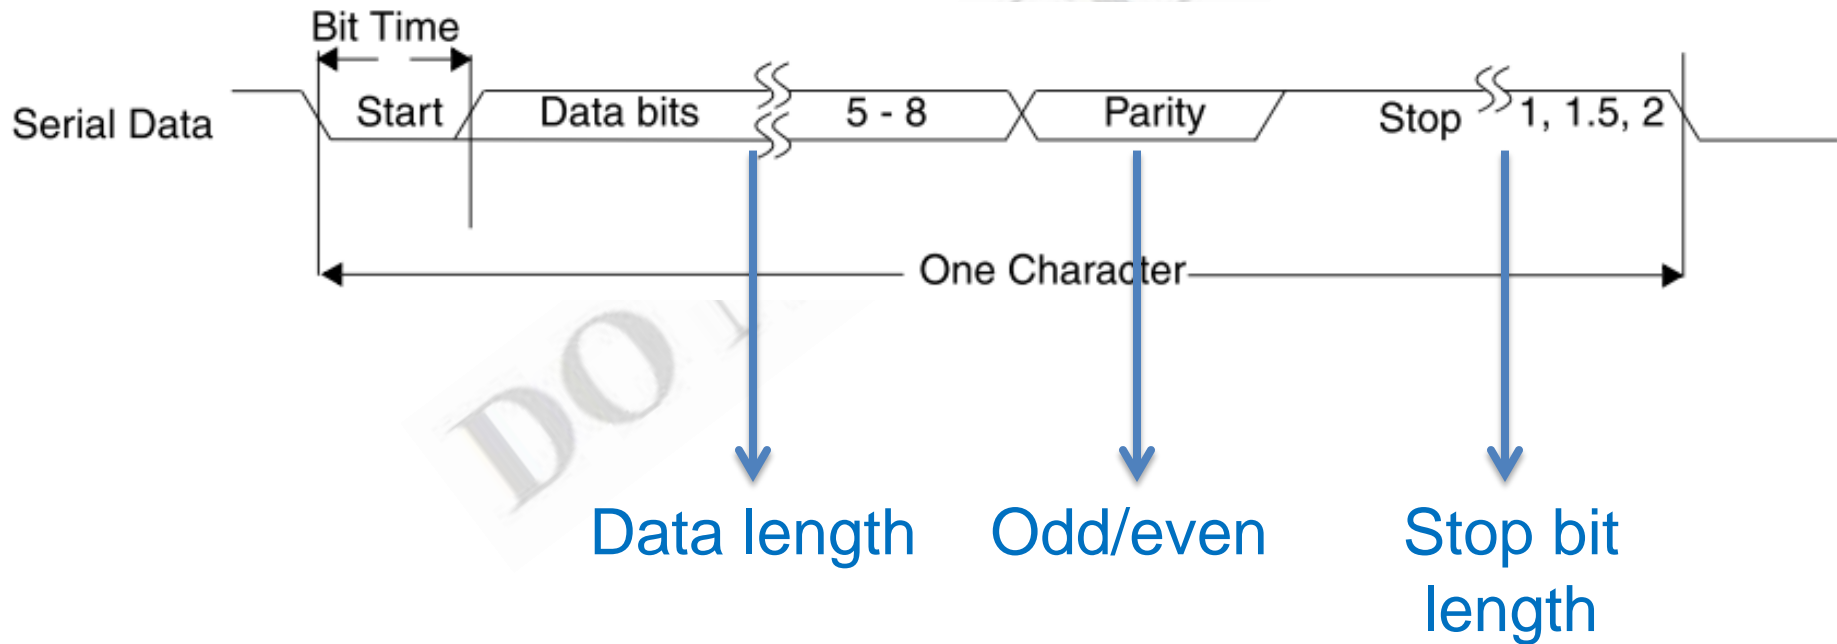 Bit Time
Serial Data Start Data bits 5 - 8 Parity Stop 1, 1.5, 2
One Character
DO
Data length Odd/even Stop bit
length